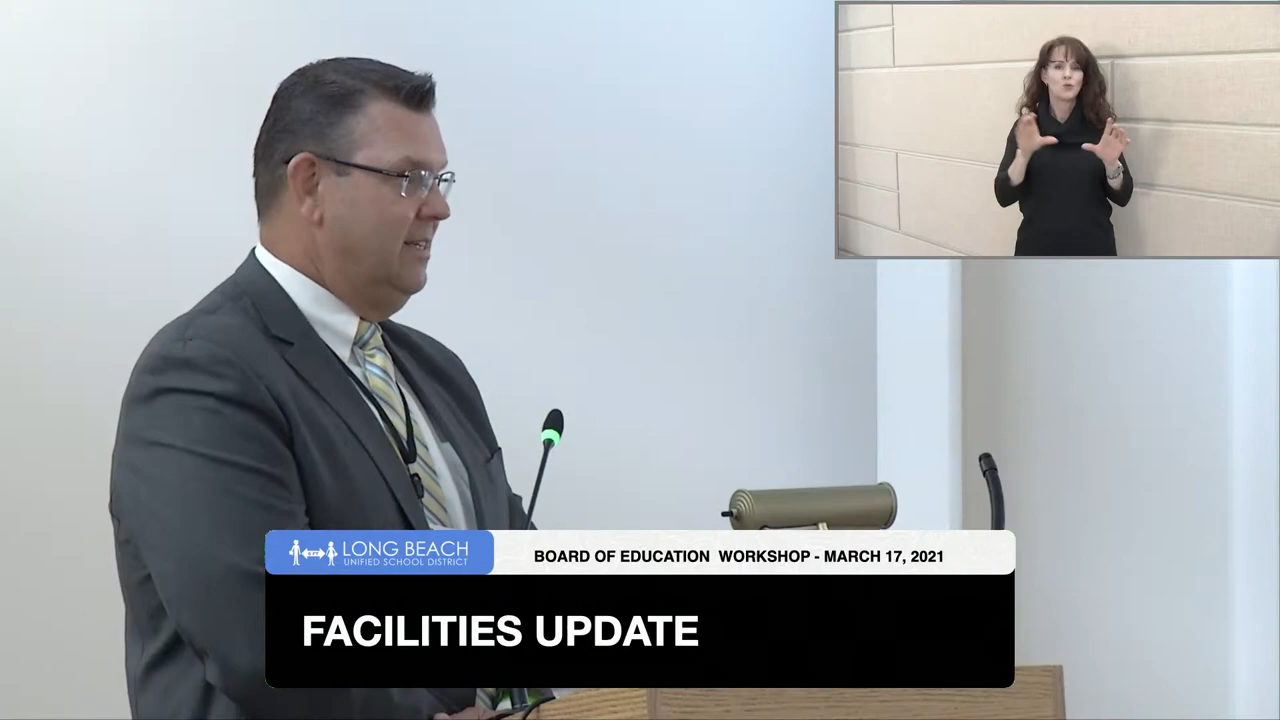 LONG BEACH
UNIFIED SCHOOL DISTRICT
BOARD OF EDUCATION WORKSHOP - MARCH 17, 2021
FACILITIES UPDATE